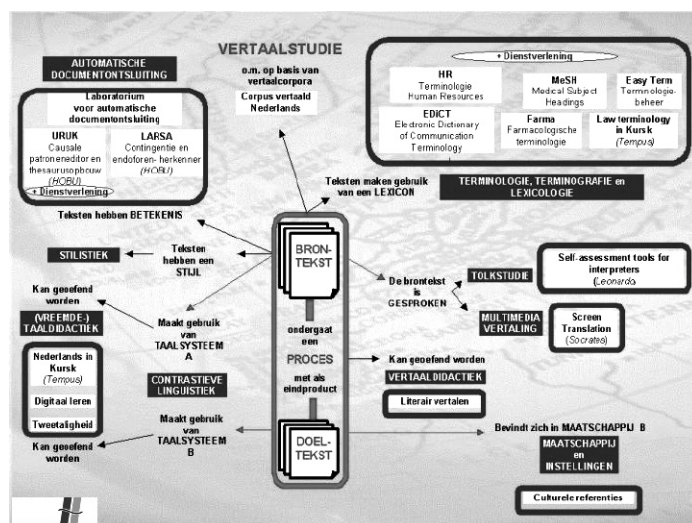 VERTAALSTUDIE
o.m. op basis van
vertaalcorpora
Corpus vertaald
Nederlands
AUTOMATISCHE
DOCUMENTONTSLUITING
Laboratorium
voor automatische
documentontsluiting
URUK
Causale
patroneneditor en
thesaurusopbouw
(HOBU)
LARSA
Contingentie en
endoforen- herkenner
(HOBU)
+ Dienstverlening
+ Dienstverlening
HR
Terminologie
Human Resources
MeSH
Medical Subject
Headings
Easy Term
Terminologie-
beheer
EDiCT
Electronic Dictionary
of Communication
Terminology
Farma
Farmacologische
terminologie
Law terminology
in Kursk
(Tempus)
TERMINOLOGIE, TERMINOGRAFIE en
LEXICOLOGIE
Teksten maken gebruik
van een LEXICON
Teksten hebben BETEKENIS
STILISTIEK
Teksten
hebben een
STIJL
BRON-
TEKST
De brontekst
is
GESPROKEN
TOLKSTUDIE
Self-assessment tools for
interpreters
(Leonardo)
MULTIMEDIA
VERTALING
Screen
Translation
(Socrates)
Kan geoefend
worden
(VREEMDE-)
TAALDIDACTIEK
Maakt gebruik
van
TAALSYSTEEM
A
ondergaat
een
PROCES
met als
eindproduct
Kan geoefend worden
VERTAALDIDACTIEK
Literair vertalen
Nederlands in
Kursk
(Tempus)
Digitaal leren
Tweetaligheid
CONTRASTIEVE
LINGUISTIEK
Maakt gebruik
van
TAALSYSTEEM
B
Kan geoefend
worden
DOEL-
TEKST
Bevindt zich in MAATSCHAPPIJ B
MAATSCHAPPIJ
en
INSTELLINGEN
Culturele referenties